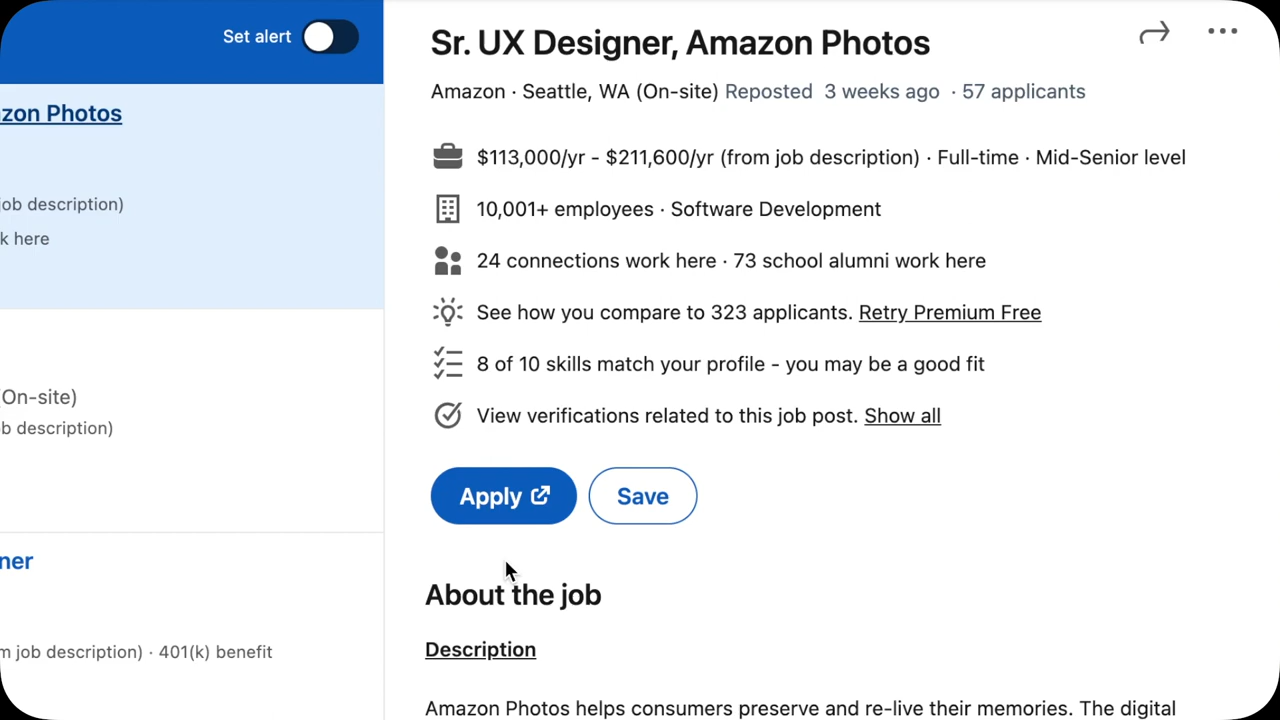 Set alert
zon Photos
job description)
k here
(On-site)
b description)
ner
m job description) · 401(k) benefit
Sr. UX Designer, Amazon Photos
Amazon · Seattle, WA (On-site) Reposted 3 weeks ago · 57 applicants
$113,000/yr - $211,600/yr (from job description) · Full-time · Mid-Senior level
10,001+ employees · Software Development
24 connections work here · 73 school alumni work here
See how you compare to 323 applicants. Retry Premium Free
8 of 10 skills match your profile - you may be a good fit
View verifications related to this job post. Show all
Apply
Save
About the job
Description
Amazon Photos helps consumers preserve and re-live their memories. The digital